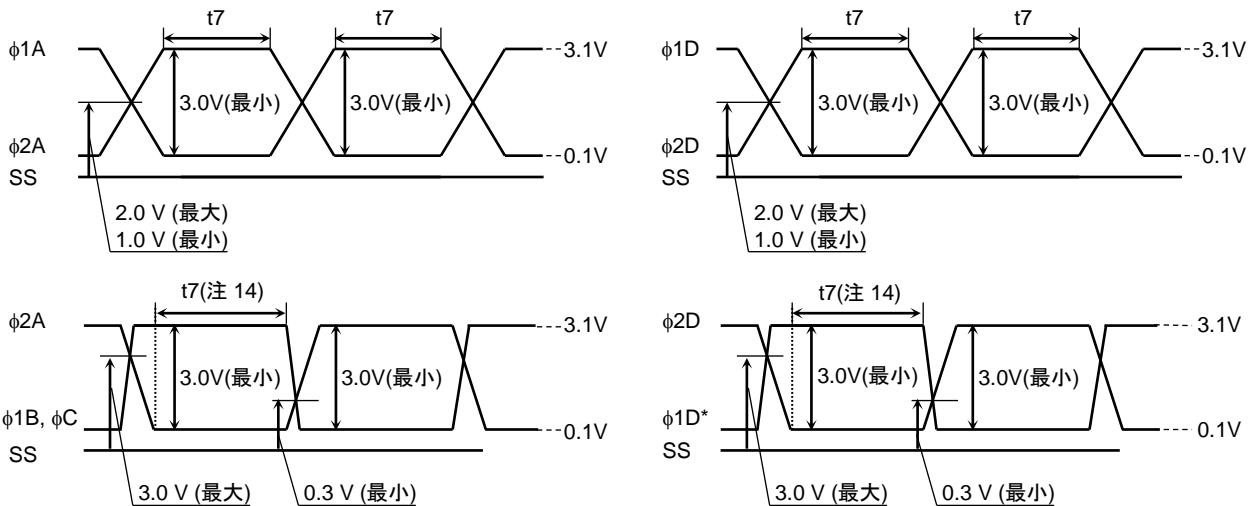 t7 t7
φ1A
3.0V(最小) 3.0V(最小)
3.1V
φ2A
0.1V
SS
2.0 V (最大)
1.0 V (最小)
t7 t7
φ1D
3.0V(最小) 3.0V(最小)
3.1V
φ2D
0.1V
SS
2.0 V (最大)
1.0 V (最小)
t7(注 14)
φ2A
3.0V(最小) 3.0V(最小)
3.1V
φ1B, φC
0.1V
SS
3.0 V (最大) 0.3 V (最小)
t7(注 14)
φ2D
3.0V(最小) 3.0V(最小)
3.1V
φ1D*
0.1V
SS
3.0 V (最大) 0.3 V (最小)